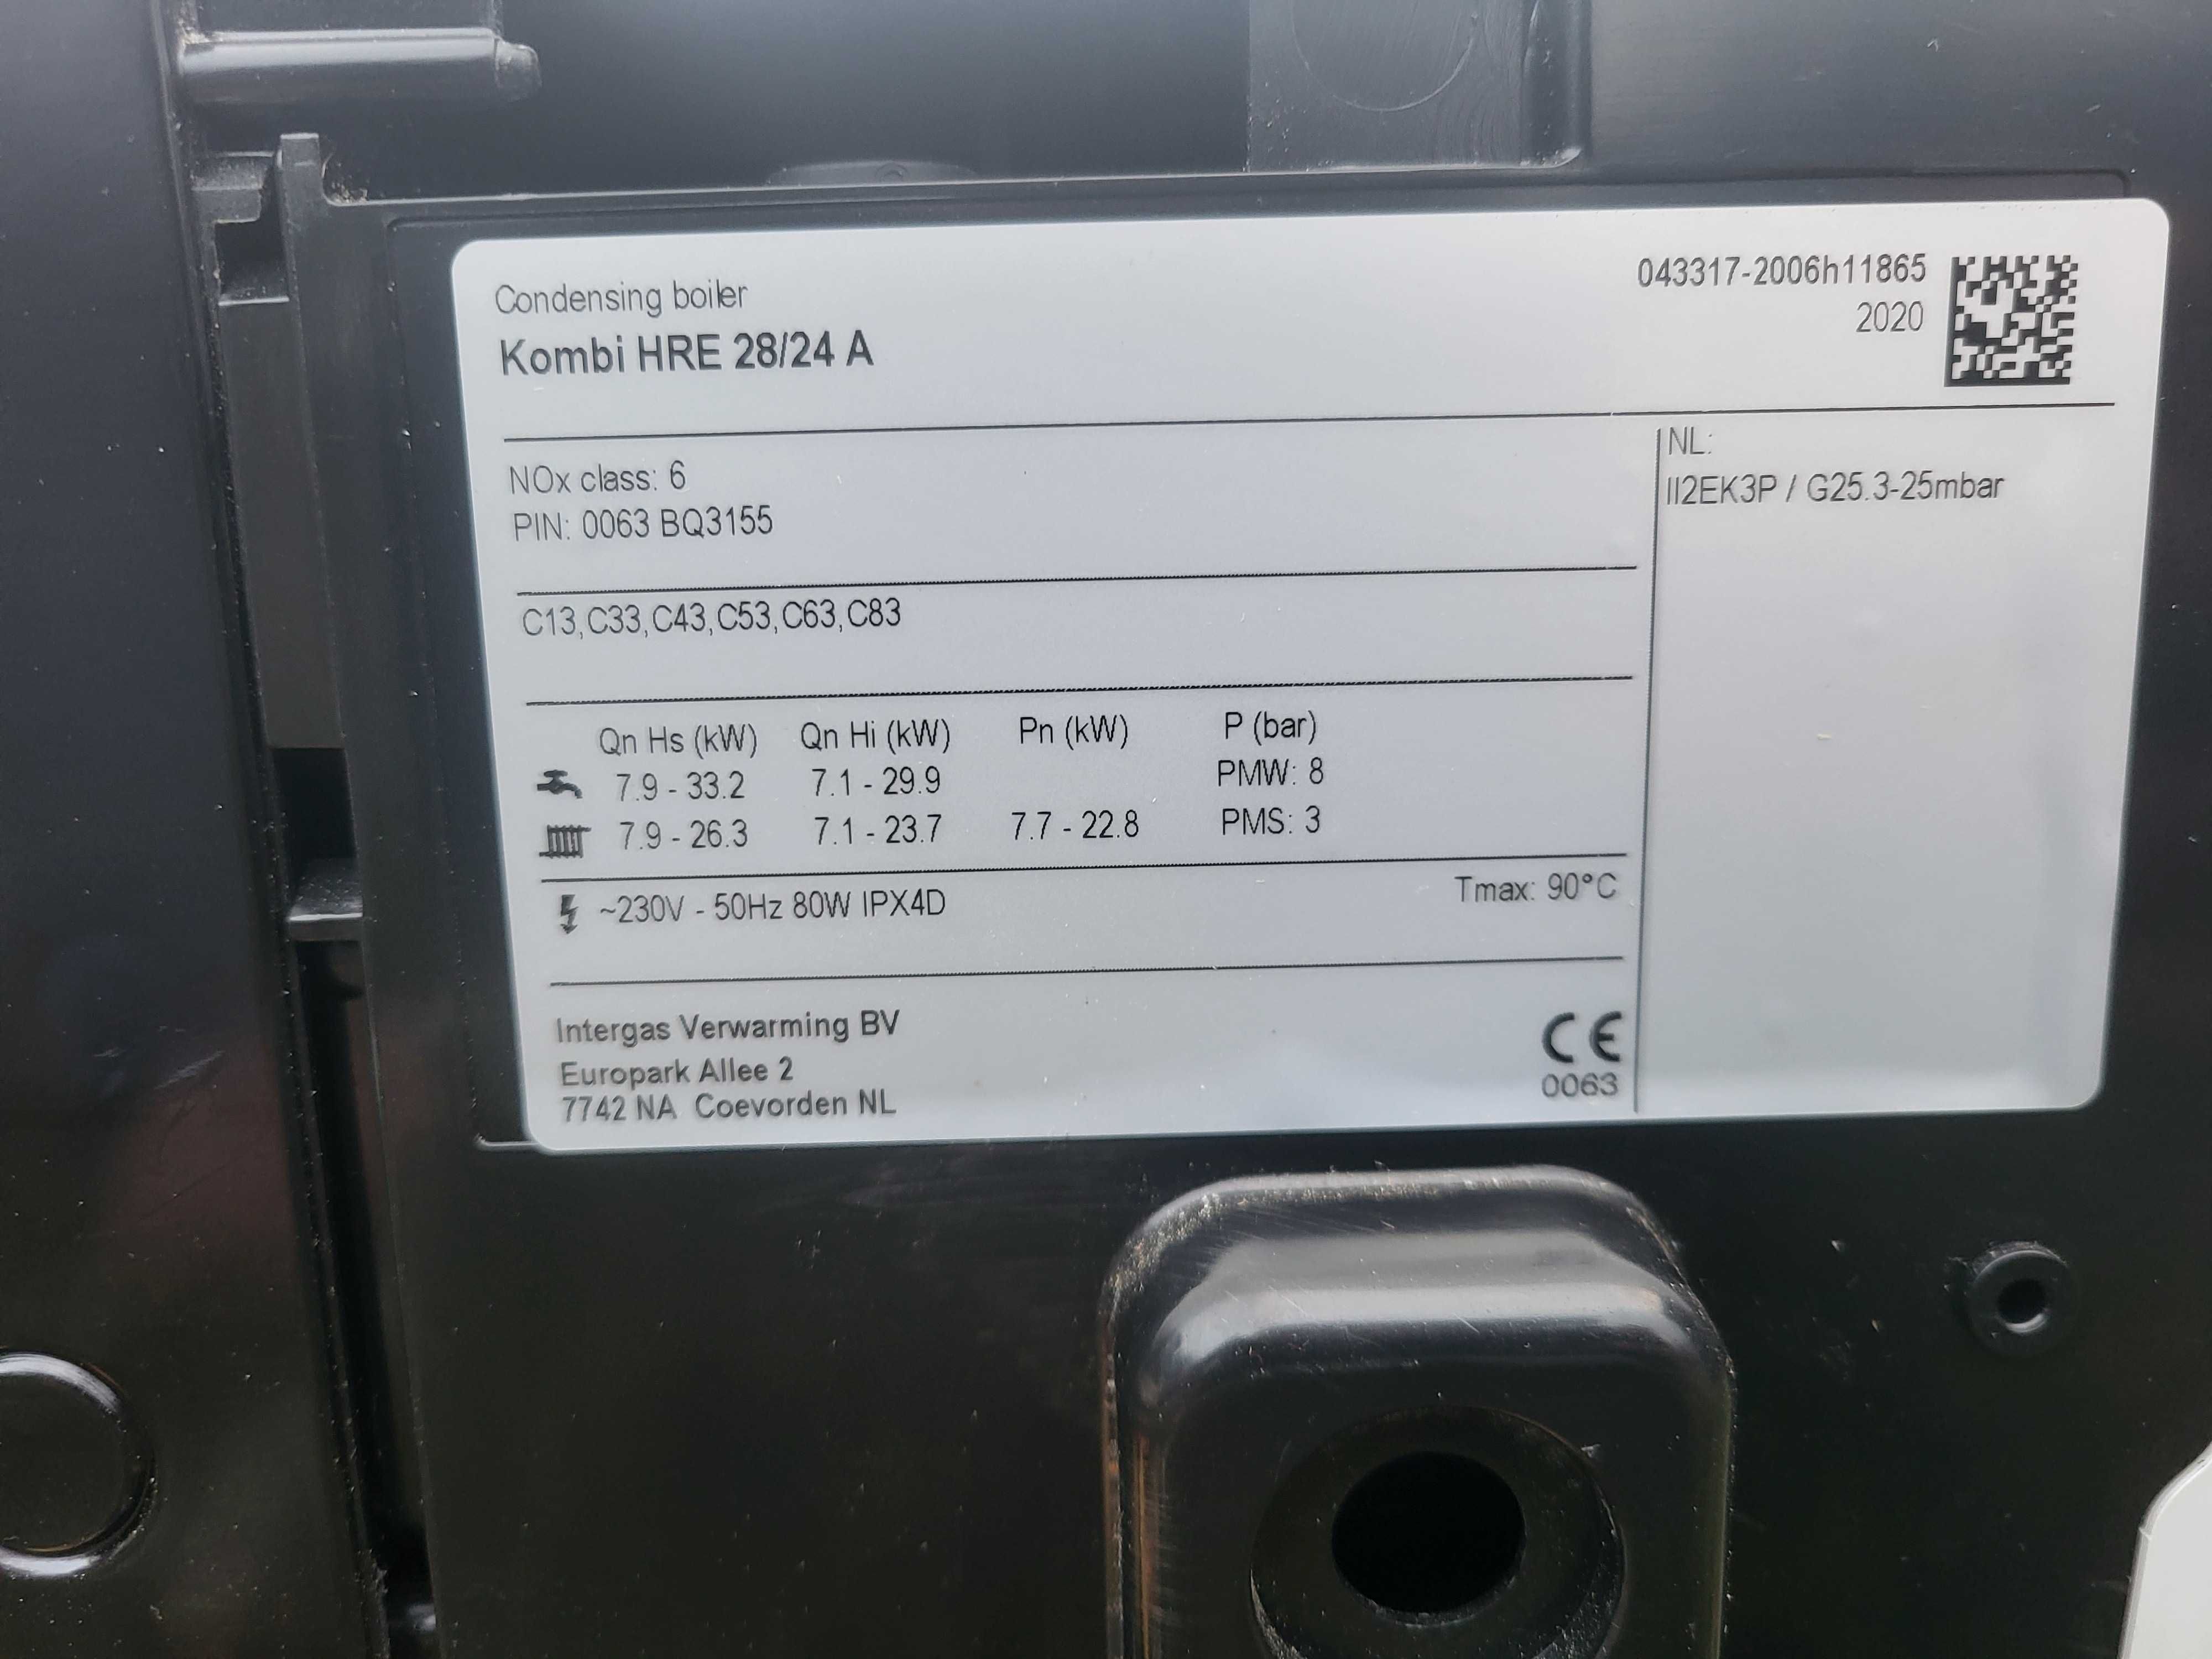 Condensing boiler
Kombi HRE 28/24 A
043317-2006h11865
2020
NOx class: 6
PIN: 0063 BQ3155
NL:
II2EK3P / G25.3-25mbar
C13,C33,C43,C53,C63,C83
Qn Hs (kW) Qn Hi (kW) Pn (kW) P (bar)
7.9 - 33.2 7.1 - 29.9 PMW: 8
7.9 - 26.3 7.1 - 23.7 7.7 - 22.8 PMS: 3
~230V - 50Hz 80W IPX4D Tmax: 90°C
Intergas Verwarming BV
Europark Allee 2
7742 NA Coevorden NL
CE
0063